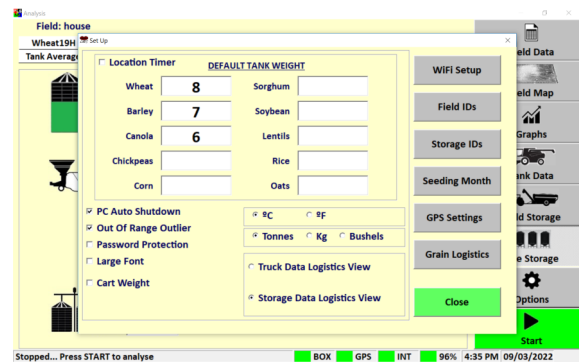 Analysis
Field: house
Wheat19H
Tank Average
Set Up
Location Timer
DEFAULT TANK WEIGHT
Wheat 8 Sorghum
Barley 7 Soybean
Canola 6 Lentils
Chickpeas Rice
Corn Oats
PC Auto Shutdown
Out Of Range Outlier
Password Protection
Large Font
Cart Weight
ºC ºF
Tonnes Kg Bushels
Truck Data Logistics View
Storage Data Logistics View
WiFi Setup
Field IDs
Storage IDs
Seeding Month
GPS Settings
Grain Logistics
Close
eld Data
eld Map
Graphs
nk Data
d Storage
e Storage
Options
Start
Stopped... Press START to analyse BOX GPS INT 96% 4:35 PM 09/03/2022